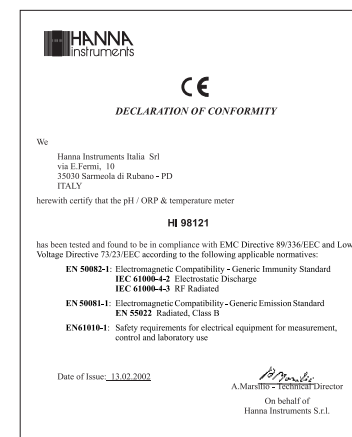 HANNA
instruments
CE
DECLARATION OF CONFORMITY
We
Hanna Instruments Italia Srl
via E.Fermi, 10
35030 Sarmeola di Rubano - PD
ITALY
herewith certify that the pH / ORP & temperature meter
HI 98121
has been tested and found to be in compliance with EMC Directive 89/336/EEC and Low
Voltage Directive 73/23/EEC according to the following applicable normatives:
EN 50082-1: Electromagnetic Compatibility - Generic Immunity Standard
IEC 61000-4-2 Electrostatic Discharge
IEC 61000-4-3 RF Radiated
EN 50081-1: Electromagnetic Compatibility - Generic Emission Standard
EN 55022 Radiated, Class B
EN61010-1: Safety requirements for electrical equipment for measurement,
control and laboratory use
Date of Issue: 13.02.2002
A.Marsilio - Technical Director
On behalf of
Hanna Instruments S.r.l.